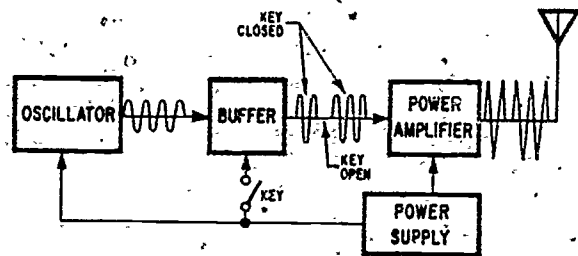 KEY
CLOSED
OSCILLATOR
BUFFER
POWER
AMPLIFIER
KEY
OPEN
KEY
POWER
SUPPLY